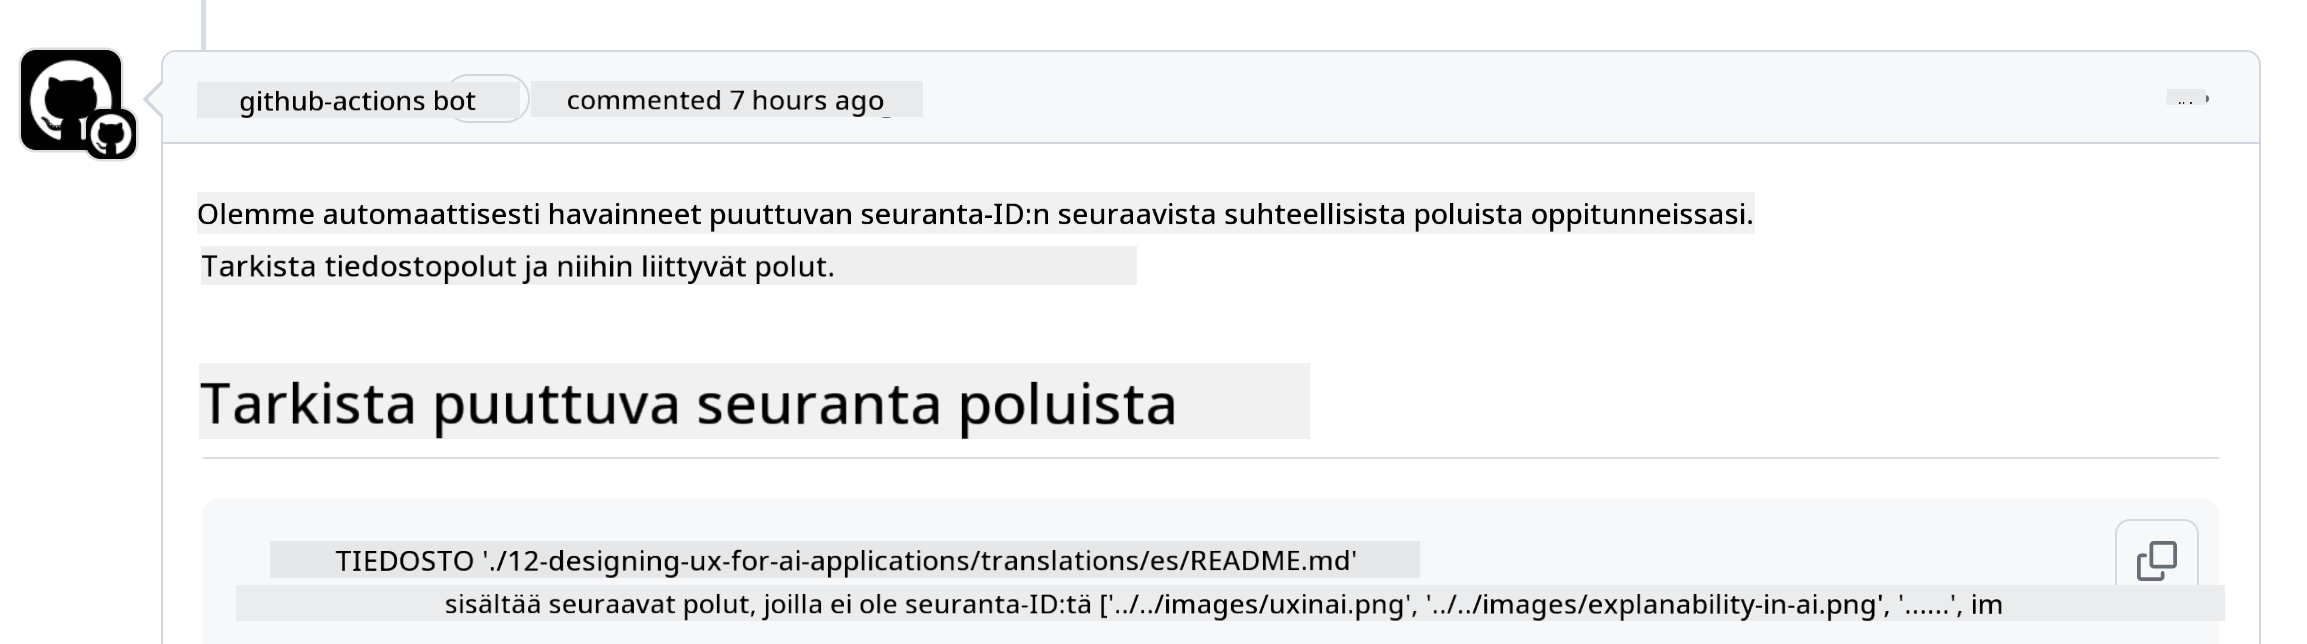 github-actions bot commented 7 hours ago
Olemme automaattisesti havainneet puuttuvan seuranta-ID:n seuraavista suhteellisista poluista oppitunneissasi.
Tarkista tiedostopolut ja niihin liittyvät polut.
Tarkista puuttuva seuranta poluista
TIEDOSTO './12-designing-ux-for-ai-applications/translations/es/README.md'
sisältää seuraavat polut, joilla ei ole seuranta-ID:tä ['../../images/uxinai.png', '../../images/explanability-in-ai.png', '......', im